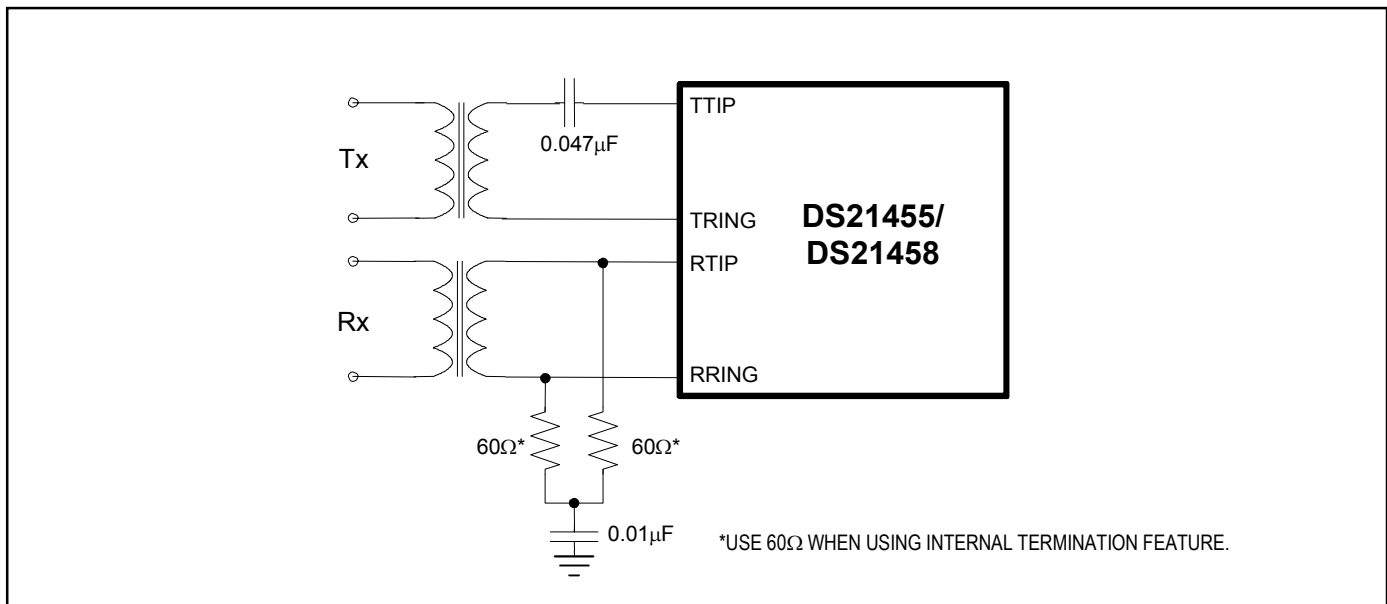 TTIP
0.047µF
Tx
TRING
DS21455/
DS21458
RTIP
Rx
RRING
60Ω*
60Ω*
0.01µF
*USE 60Ω WHEN USING INTERNAL TERMINATION FEATURE.